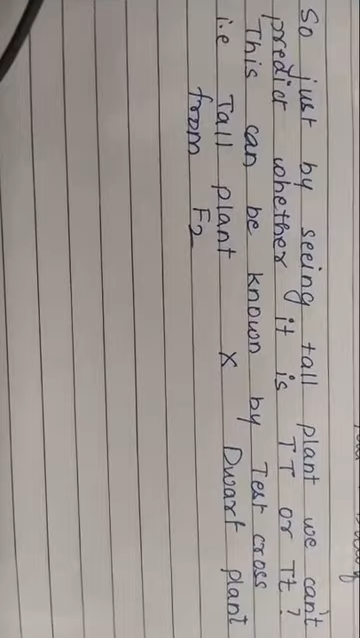 So just by seeing tall plant we can't
predict whether it is TT or Tt?
This can be known by Test cross
i.e Tall plant x Dwarf plant
from F2